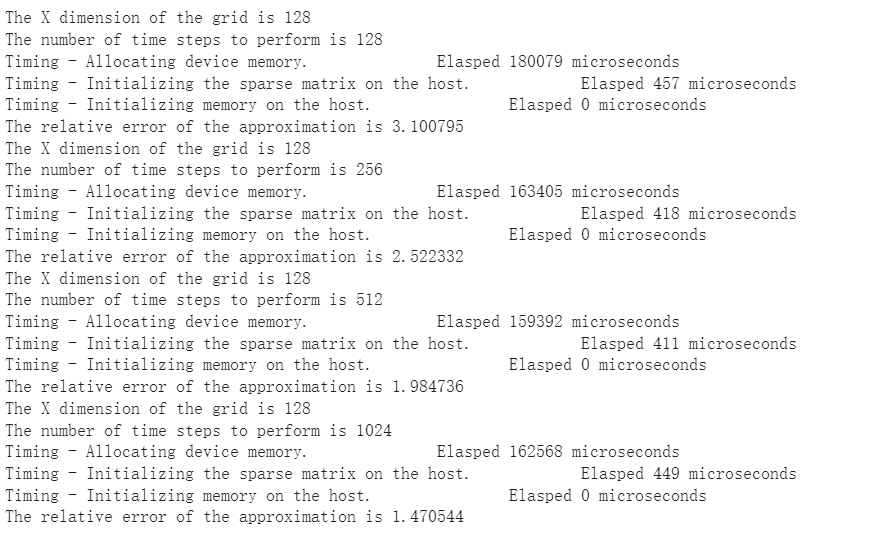 The X dimension of the grid is 128
The number of time steps to perform is 128
Timing - Allocating device memory. Elasped 180079 microseconds
Timing - Initializing the sparse matrix on the host. Elasped 457 microseconds
Timing - Initializing memory on the host. Elasped 0 microseconds
The relative error of the approximation is 3.100795
The X dimension of the grid is 128
The number of time steps to perform is 256
Timing - Allocating device memory. Elasped 163405 microseconds
Timing - Initializing the sparse matrix on the host. Elasped 418 microseconds
Timing - Initializing memory on the host. Elasped 0 microseconds
The relative error of the approximation is 2.522332
The X dimension of the grid is 128
The number of time steps to perform is 512
Timing - Allocating device memory. Elasped 159392 microseconds
Timing - Initializing the sparse matrix on the host. Elasped 411 microseconds
Timing - Initializing memory on the host. Elasped 0 microseconds
The relative error of the approximation is 1.984736
The X dimension of the grid is 128
The number of time steps to perform is 1024
Timing - Allocating device memory. Elasped 162568 microseconds
Timing - Initializing the sparse matrix on the host. Elasped 449 microseconds
Timing - Initializing memory on the host. Elasped 0 microseconds
The relative error of the approximation is 1.470544